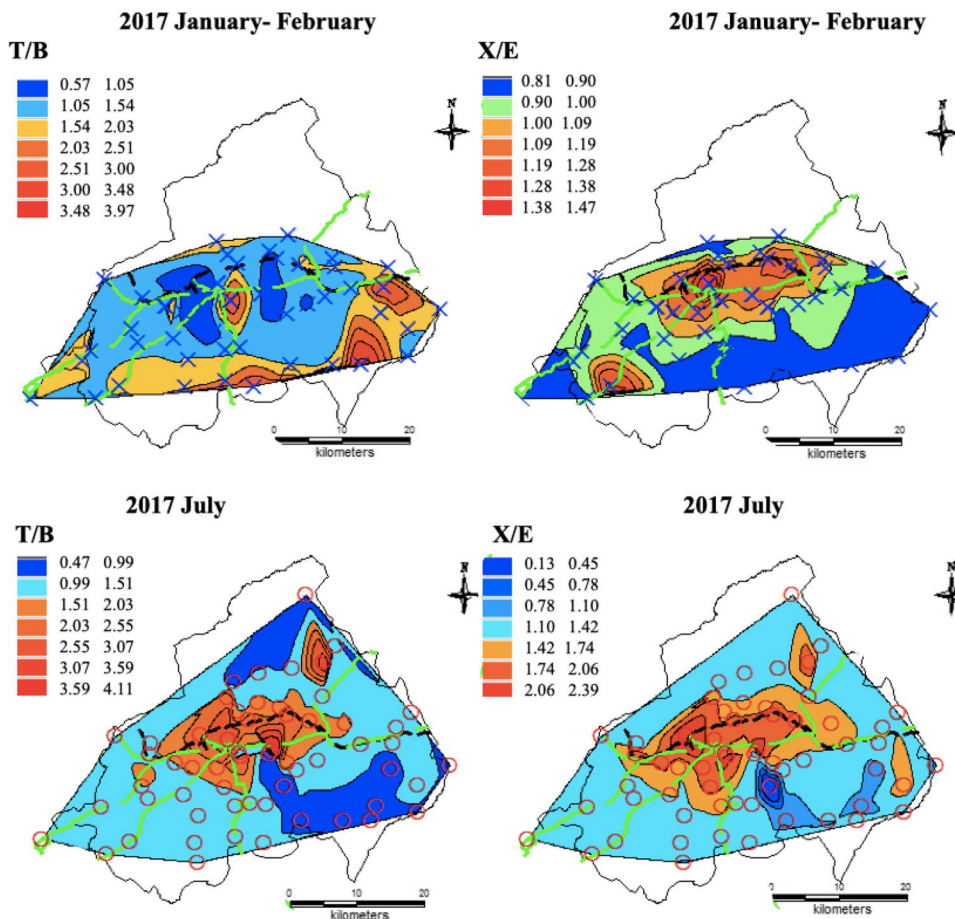 2017 January- February
T/B
0.57 1.05
1.05 1.54
1.54 2.03
2.03 2.51
2.51 3.00
3.00 3.48
3.48 3.97
N
0 10 20
kilometers
2017 January- February
X/E
0.81 0.90
0.90 1.00
1.00 1.09
1.09 1.19
1.19 1.28
1.28 1.38
1.38 1.47
N
0 10 20
kilometers
2017 July
T/B
0.47 0.99
0.99 1.51
1.51 2.03
2.03 2.55
2.55 3.07
3.07 3.59
3.59 4.11
N
0 10 20
kilometers
2017 July
X/E
0.13 0.45
0.45 0.78
0.78 1.10
1.10 1.42
1.42 1.74
1.74 2.06
2.06 2.39
N
0 10 20
kilometers